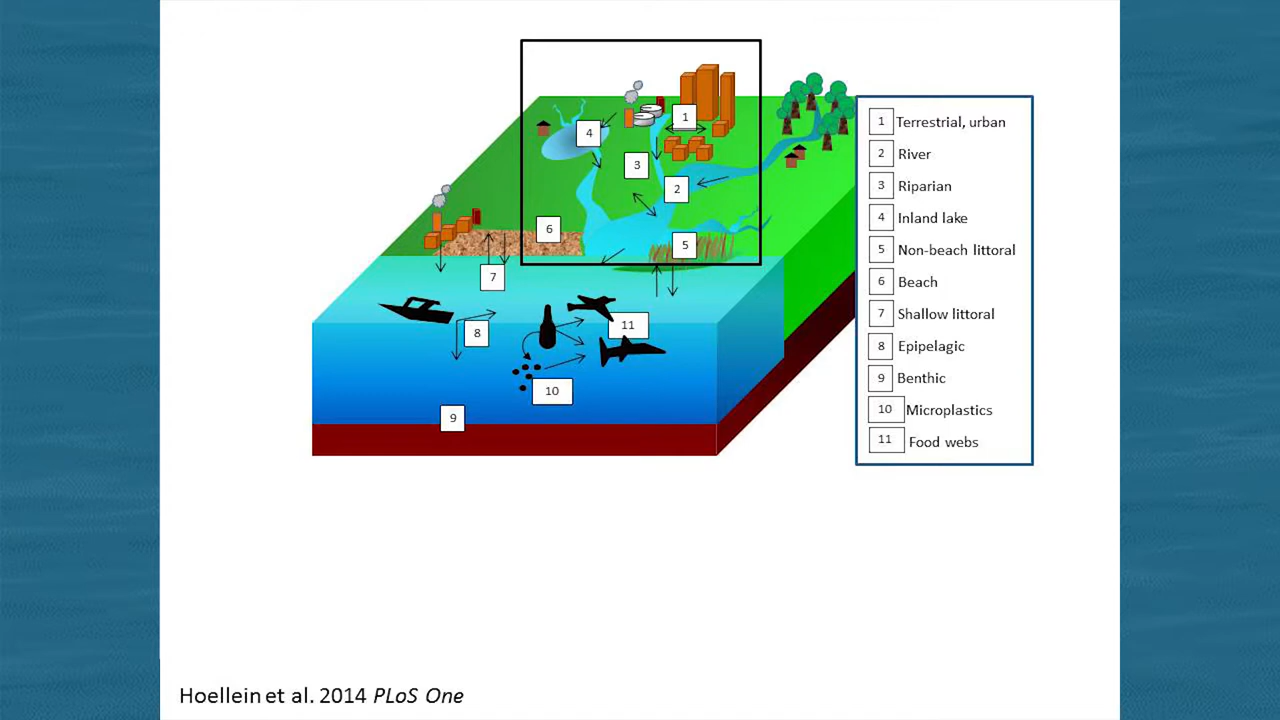 1
4
3
2
6
5
7
11
8
10
9
1 Terrestrial, urban
2 River
3 Riparian
4 Inland lake
5 Non-beach littoral
6 Beach
7 Shallow littoral
8 Epipelagic
9 Benthic
10 Microplastics
11 Food webs
Hoellein et al. 2014 PLoS One